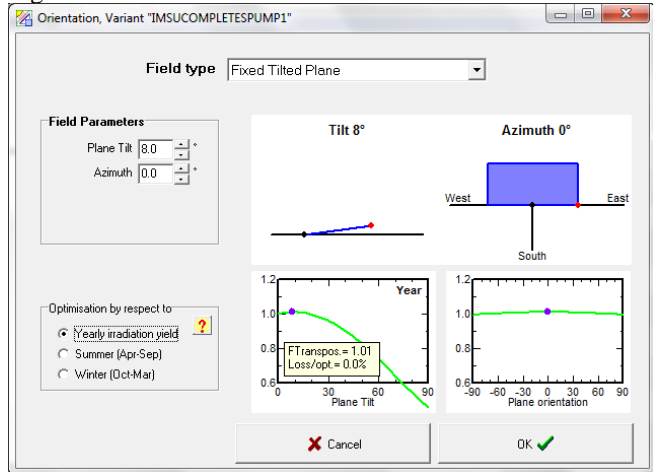 Orientation, Variant "IMSUCOMPLETESPUMP1"
Field type Fixed Tilted Plane
Field Parameters
Plane Tilt 8.0 °
Azimuth 0.0 °
Tilt 8°
Azimuth 0°
West East
South
Optimisation by respect to
Yearly irradiation yield
?
Summer (Apr-Sep)
Winter (Oct-Mar)
1.2
1.0
0.8
0.6
Year
FTranspos.= 1.01
Loss/opt.= 0.0%
0 30 60 90
Plane Tilt
1.2
1.0
0.8
0.6
-90 -60 -30 0 30 60 90
Plane orientation
Cancel
OK